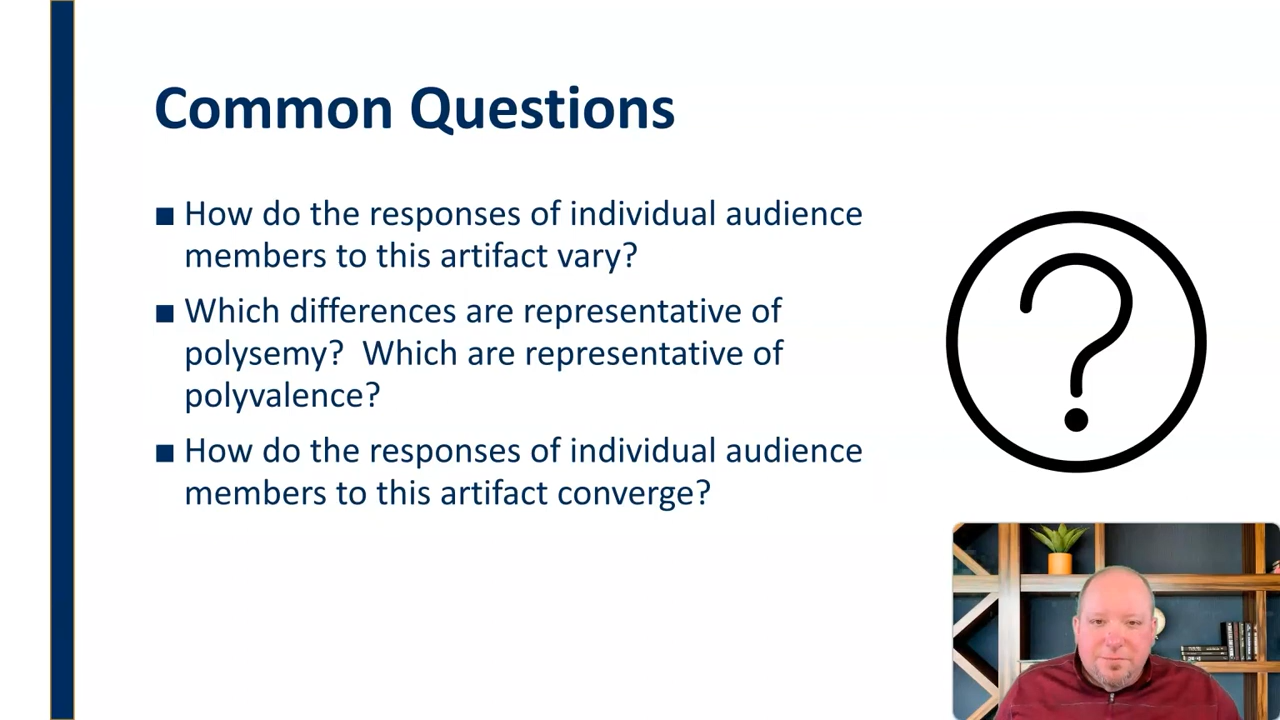 Common Questions
■ How do the responses of individual audience
members to this artifact vary?
■ Which differences are representative of
polysemy?  Which are representative of
polyvalence?
■ How do the responses of individual audience
members to this artifact converge?
?